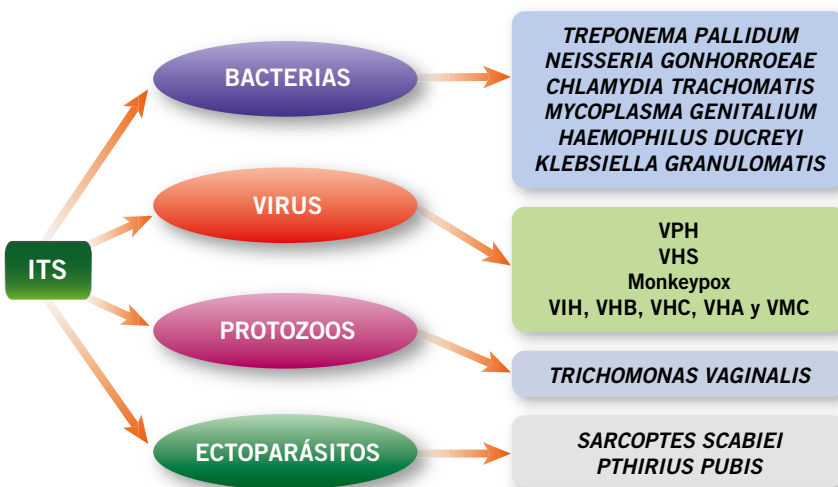 ITS
BACTERIAS
TREPONEMA PALLIDUM
NEISSERIA GONHORROEAE
CHLAMYDIA TRACHOMATIS
MYCOPLASMA GENITALIUM
HAEMOPHILUS DUCREYI
KLEBSIELLA GRANULOMATIS
VIRUS
VPH
VHS
Monkeypox
VIH, VHB, VHC, VHA y VMC
PROTOZOOS
TRICHOMONAS VAGINALIS
ECTOPARÁSITOS
SARCOPTES SCABIEI
PTHIRIUS PUBIS